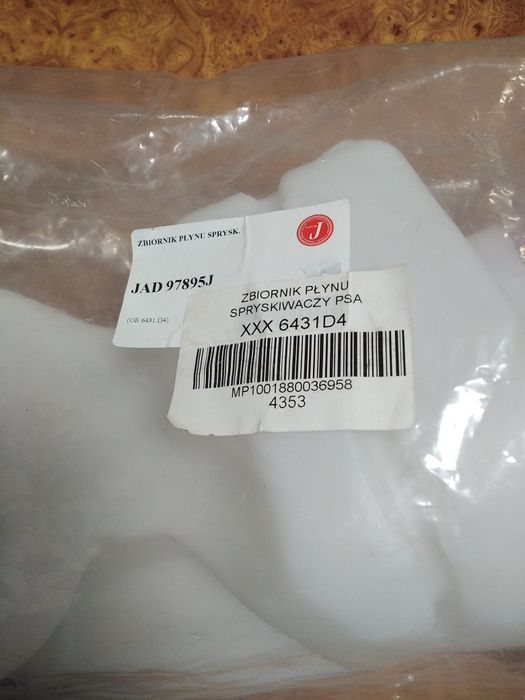 ZBIORNIK PŁYNU SPRYSK.
J
JAD 97895J
(OE 6431.D4)
ZBIORNIK PŁYNU
SPRYSKIWACZY PSA
XXX 6431D4
MP1001880036958
4353